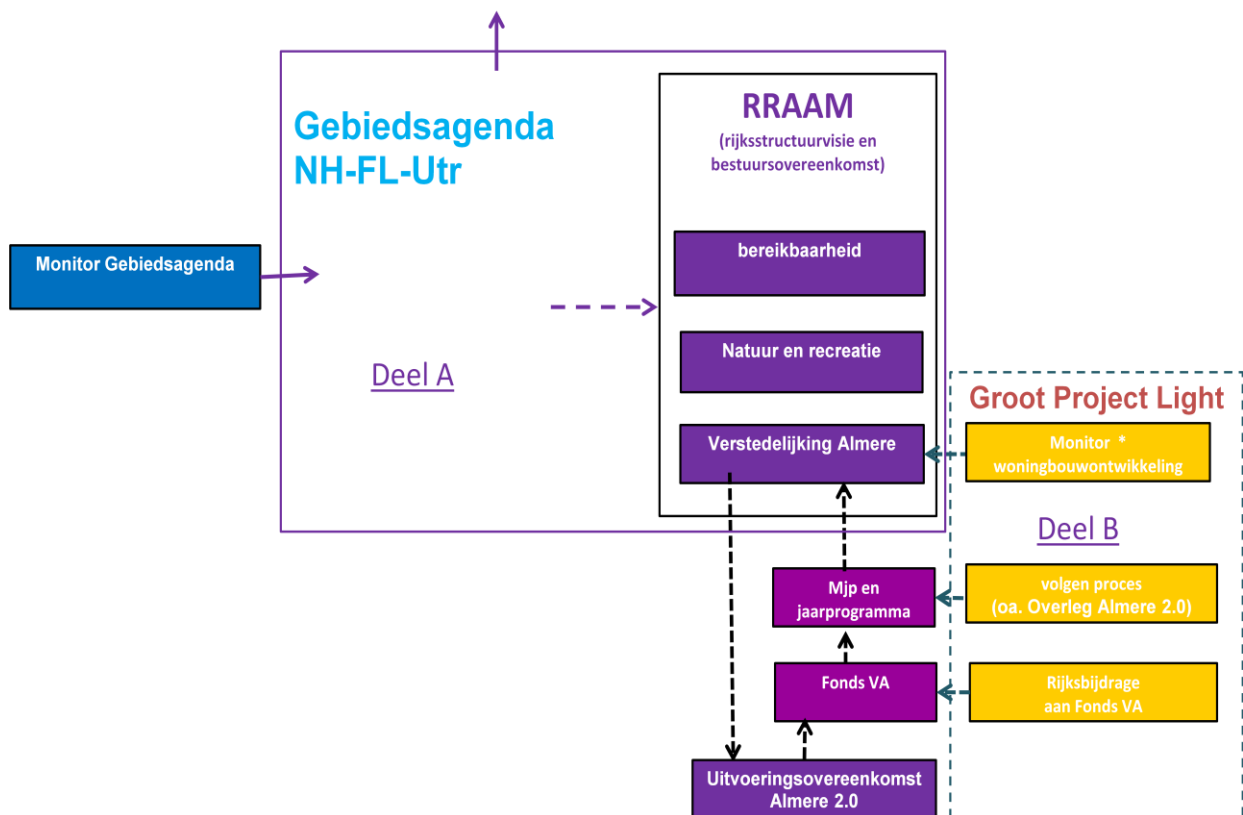 Gebiedsagenda
NH-FL-Utr
RRAAM
(rijksstructuurvisie en
bestuursovereenkomst)
Monitor Gebiedsagenda
bereikbaarheid
Natuur en recreatie
Deel A
Verstedelijking Almere
Groot Project Light
Monitor *
woningbouwontwikkeling
Deel B
Mjp en
jaarprogramma
volgen proces
(oa. Overleg Almere 2.0)
Fonds VA
Rijksbijdrage
aan Fonds VA
Uitvoeringsovereenkomst
Almere 2.0